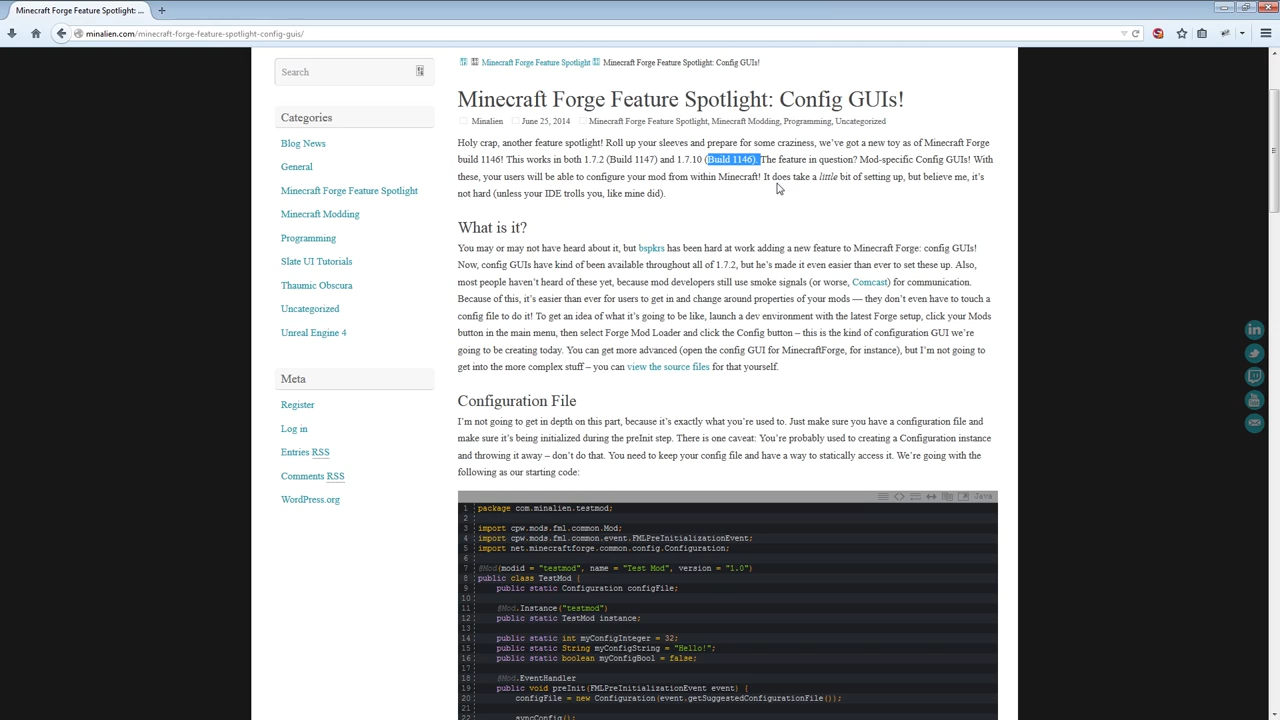 Minecraft Forge Feature Spotlight: ...
minalien.com/minecraft-forge-feature-spotlight-config-guis/
Search
Categories
Blog News
General
Minecraft Forge Feature Spotlight
Minecraft Modding
Programming
Slate UI Tutorials
Thaumic Obscura
Uncategorized
Unreal Engine 4
Meta
Register
Log in
Entries RSS
Comments RSS
WordPress.org
Minecraft Forge Feature Spotlight Minecraft Forge Feature Spotlight: Config GUIs!
Minecraft Forge Feature Spotlight: Config GUIs!
Minalien June 25, 2014 Minecraft Forge Feature Spotlight, Minecraft Modding, Programming, Uncategorized
Holy crap, another feature spotlight! Roll up your sleeves and prepare for some craziness, we've got a new toy as of Minecraft Forge
build 1146! This works in both 1.7.2 (Build 1147) and 1.7.10 (Build 1146). The feature in question? Mod-specific Config GUIs! With
these, your users will be able to configure your mod from within Minecraft! It does take a little bit of setting up, but believe me, it's
not hard (unless your IDE trolls you, like mine did).
What is it?
You may or may not have heard about it, but bspkrs has been hard at work adding a new feature to Minecraft Forge: config GUIs!
Now, config GUIs have kind of been available throughout all of 1.7.2, but he's made it even easier than ever to set these up. Also,
most people haven't heard of these yet, because mod developers still use smoke signals (or worse, Comcast) for communication.
Because of this, it's easier than ever for users to get in and change around properties of your mods — they don't even have to touch a
config file to do it! To get an idea of what it's going to be like, launch a dev environment with the latest Forge setup, click your Mods
button in the main menu, then select Forge Mod Loader and click the Config button – this is the kind of configuration GUI we're
going to be creating today. You can get more advanced (open the config GUI for MinecraftForge, for instance), but I'm not going to
get into the more complex stuff – you can view the source files for that yourself.
Configuration File
I'm not going to get in depth on this part, because it's exactly what you're used to. Just make sure you have a configuration file and
make sure it's being initialized during the preInit step. There is one caveat: You're probably used to creating a Configuration instance
and throwing it away – don't do that. You need to keep your config file and have a way to statically access it. We're going with the
following as our starting code:
Java
1 package com.minalien.testmod;
2
3 import cpw.mods.fml.common.Mod;
4 import cpw.mods.fml.common.event.FMLPreInitializationEvent;
5 import net.minecraftforge.common.config.Configuration;
6
7 @Mod(modid = "testmod", name = "Test Mod", version = "1.0")
8 public class TestMod {
9 public static Configuration configFile;
10
11 @Mod.Instance("testmod")
12 public static TestMod instance;
13
14 public static int myConfigInteger = 32;
15 public static String myConfigString = "Hello!";
16 public static boolean myConfigBool = false;
17
18 @Mod.EventHandler
19 public void preInit(FMLPreInitializationEvent event) {
20 configFile = new Configuration(event.getSuggestedConfigurationFile());
21
22 syncConfig();